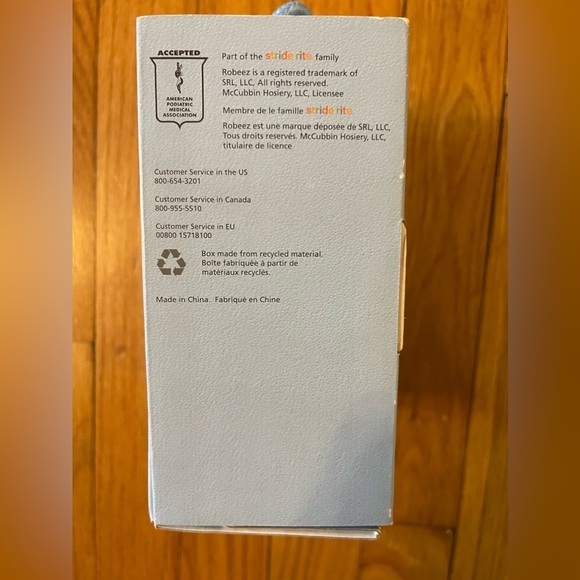 ACCEPTED
AMERICAN
PODIATRIC
MEDICAL
ASSOCIATION
Part of the stride rite family
Robeez is a registered trademark of
SRL, LLC, All rights reserved.
McCubbin Hosiery, LLC, Licensee
Membre de le famille stride rite.
Robeez est une marque déposée de SRL, LLC,
Tous droits reservés. McCubbin Hosiery, LLC,
titulaire de licence
Customer Service in the US
800-654-3201
Customer Service in Canada
800-955-5510
Customer Service in EU
00800 15718100
Box made from recycled material.
Boîte fabriquée à partir de
matériaux recyclés.
Made in China. Fabriqué en Chine